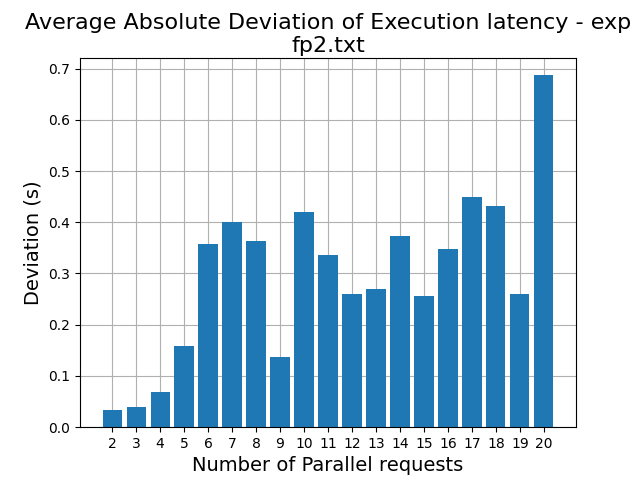 Average Absolute Deviation of Execution latency - exp
fp2.txt
0.7
0.6
0.5
0.4
0.3
0.2
0.1
0.0
Deviation (s)
2 3 4 5 6 7 8 9 10 11 12 13 14 15 16 17 18 19 20
Number of Parallel requests